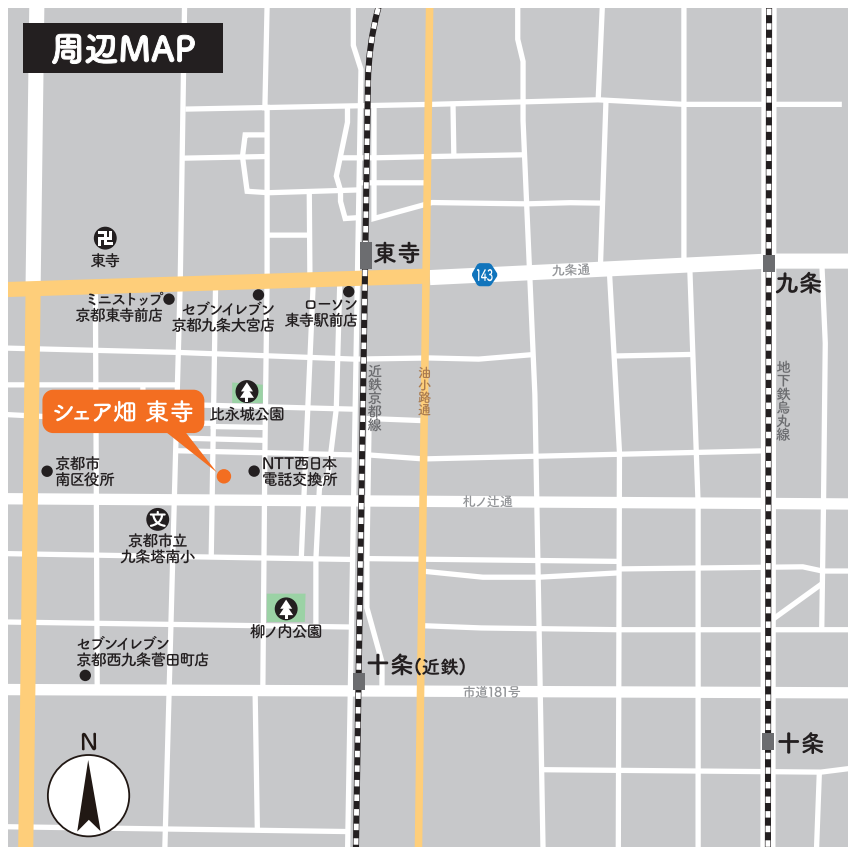 周辺MAP
東寺
東寺
143
九条通
九条
ミニストップ
京都東寺前店
セブンイレブン
京都九条大宮店
ローソン
東寺駅前店
近鉄京都線
油小路通
地下鉄烏丸線
比永城公園
シェア畑 東寺
京都市
南区役所
NTT西日本
電話交換所
札ノ辻通
文
京都市立
九条塔南小
柳ノ内公園
セブンイレブン
京都西九条菅田町店
十条(近鉄)
市道181号
十条
N